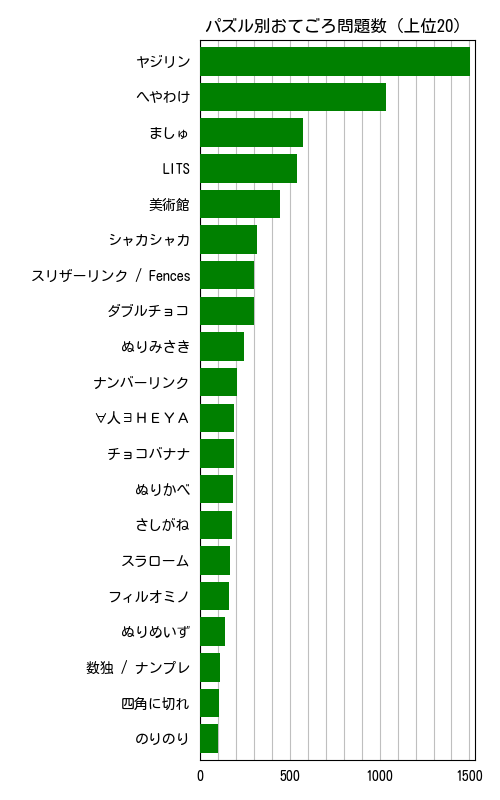 パズル別おてごろ問題数 (上位20)
ヤジリン
へやわけ
ましゅ
LITS
美術館
シャカシャカ
スリザーリンク / Fences
ダブルチョコ
ぬりみさき
ナンバーリンク
∀人∃ＨＥＹＡ
チョコバナナ
ぬりかべ
さしがね
スラローム
フィルオミノ
ぬりめいず
数独 / ナンプレ
四角に切れ
のりのり
0 500 1000 1500